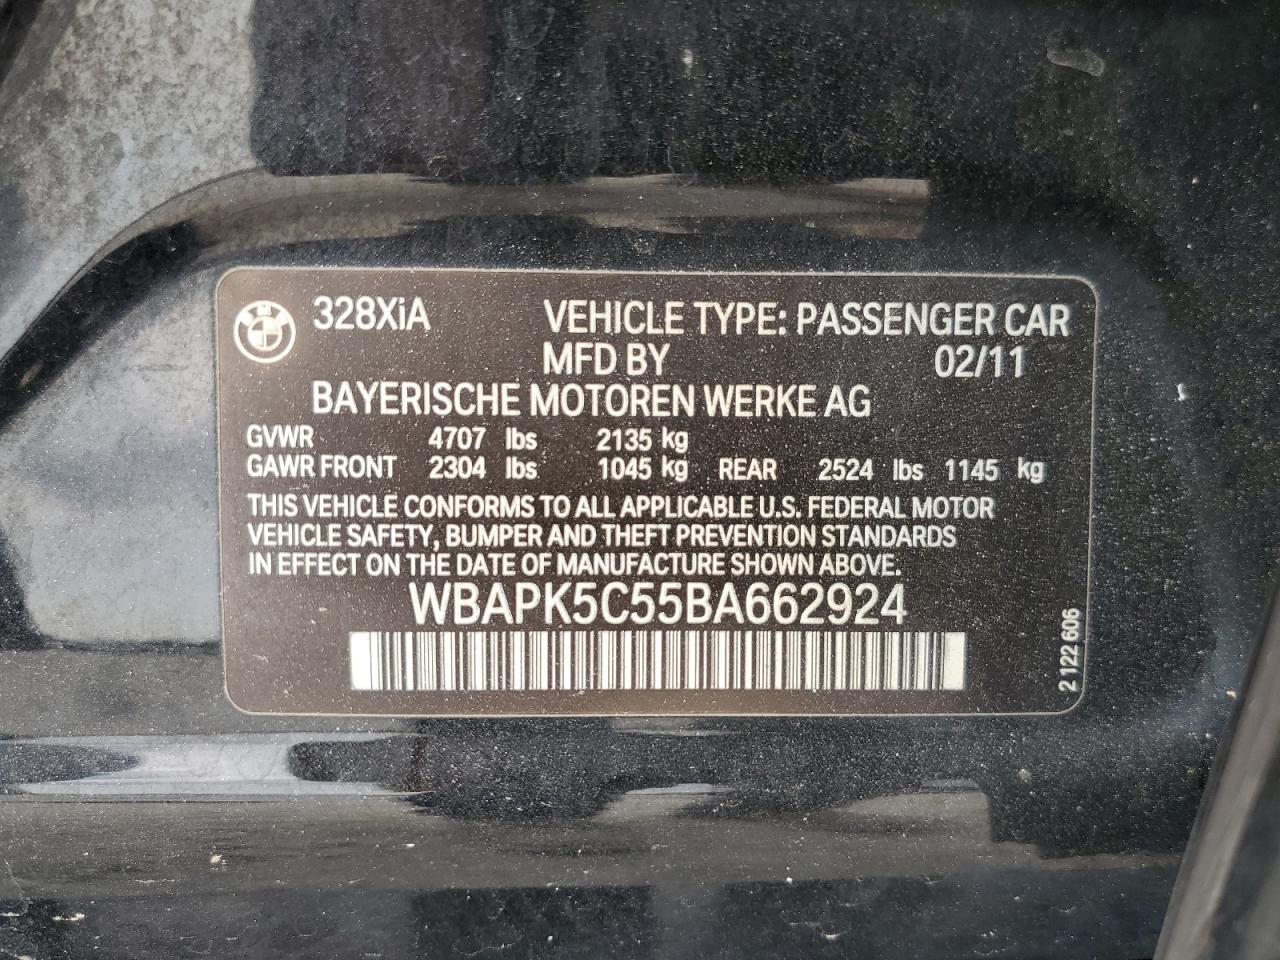 328XiA VEHICLE TYPE: PASSENGER CAR
MFD BY 02/11
BAYERISCHE MOTOREN WERKE AG
GVWR 4707 lbs 2135 kg
GAWR FRONT 2304 lbs 1045 kg REAR 2524 lbs 1145 kg
THIS VEHICLE CONFORMS TO ALL APPLICABLE U.S. FEDERAL MOTOR
VEHICLE SAFETY, BUMPER AND THEFT PREVENTION STANDARDS
IN EFFECT ON THE DATE OF MANUFACTURE SHOWN ABOVE.
WBAPK5C55BA662924
2 122 606